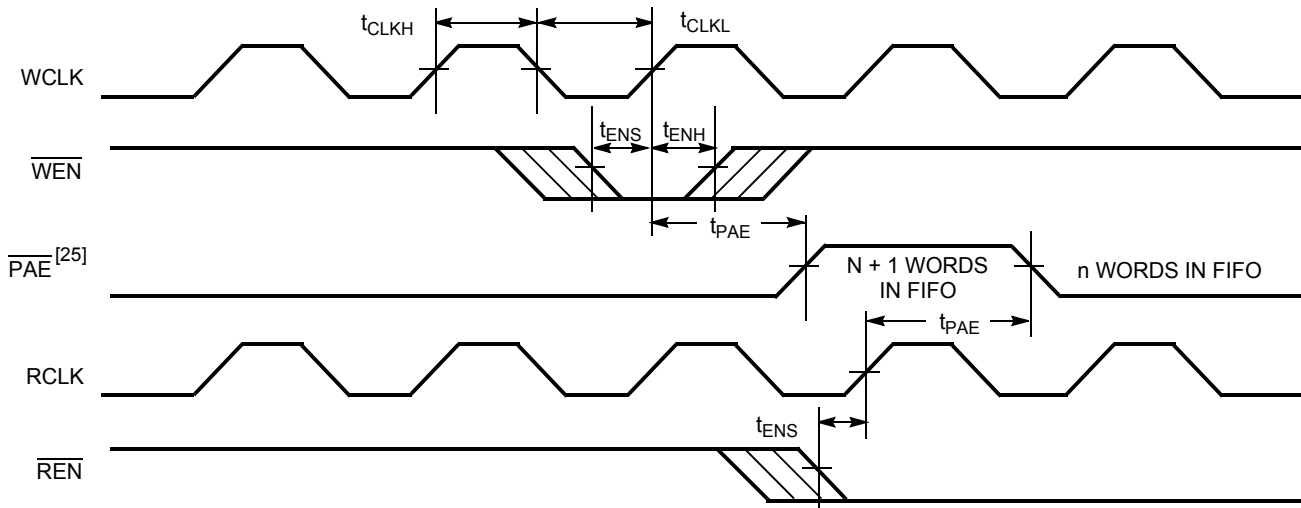 tCLKH
tCLKL
WCLK
tENS
tENH
WEN
tPAE
PAE [25]
N + 1 WORDS
IN FIFO
n WORDS IN FIFO
tPAE
RCLK
tENS
REN